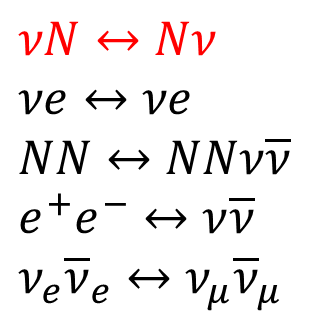 νN ↔ Nν
νe ↔ νe
NN ↔ NNνν̅
e⁺e⁻ ↔ νν̅
νₑν̅ₑ ↔ ν_μν̅_μ